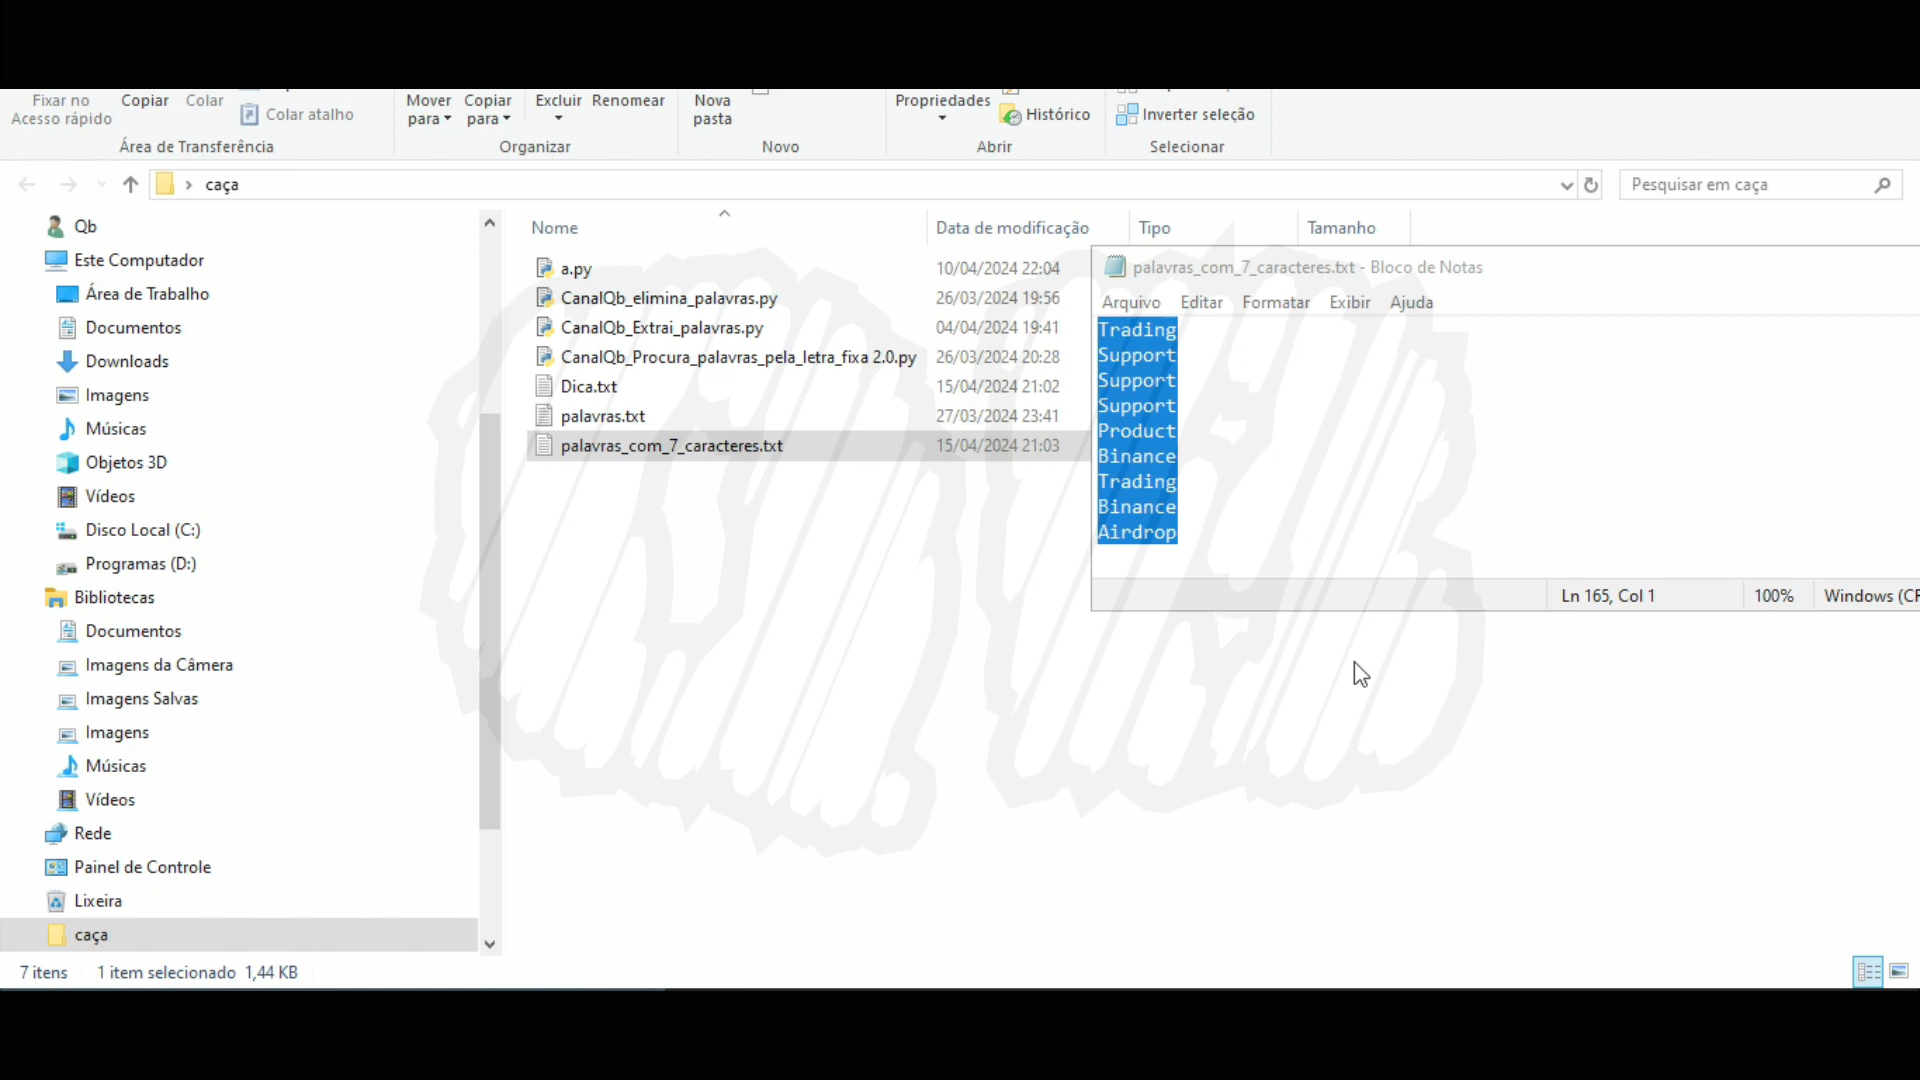 Fixar no
Acesso rápido
Copiar
Colar
Colar atalho
Área de Transferência
Mover
para
Copiar
para
Excluir
Renomear
Organizar
Nova
pasta
Novo
Propriedades
Histórico
Abrir
Inverter seleção
Selecionar
caça
Pesquisar em caça
Qb
Este Computador
Área de Trabalho
Documentos
Downloads
Imagens
Músicas
Objetos 3D
Vídeos
Disco Local (C:)
Programas (D:)
Bibliotecas
Documentos
Imagens da Câmera
Imagens Salvas
Imagens
Músicas
Vídeos
Rede
Painel de Controle
Lixeira
caça
Nome Data de modificação Tipo Tamanho
a.py 10/04/2024 22:04
CanalQb_elimina_palavras.py 26/03/2024 19:56
CanalQb_Extrai_palavras.py 04/04/2024 19:41
CanalQb_Procura_palavras_pela_letra_fixa 2.0.py 26/03/2024 20:28
Dica.txt 15/04/2024 21:02
palavras.txt 27/03/2024 23:41
palavras_com_7_caracteres.txt 15/04/2024 21:03
palavras_com_7_caracteres.txt - Bloco de Notas
Arquivo Editar Formatar Exibir Ajuda
Trading
Support
Support
Support
Product
Binance
Trading
Binance
Airdrop
Ln 165, Col 1 100% Windows (CF
7 itens 1 item selecionado 1,44 KB